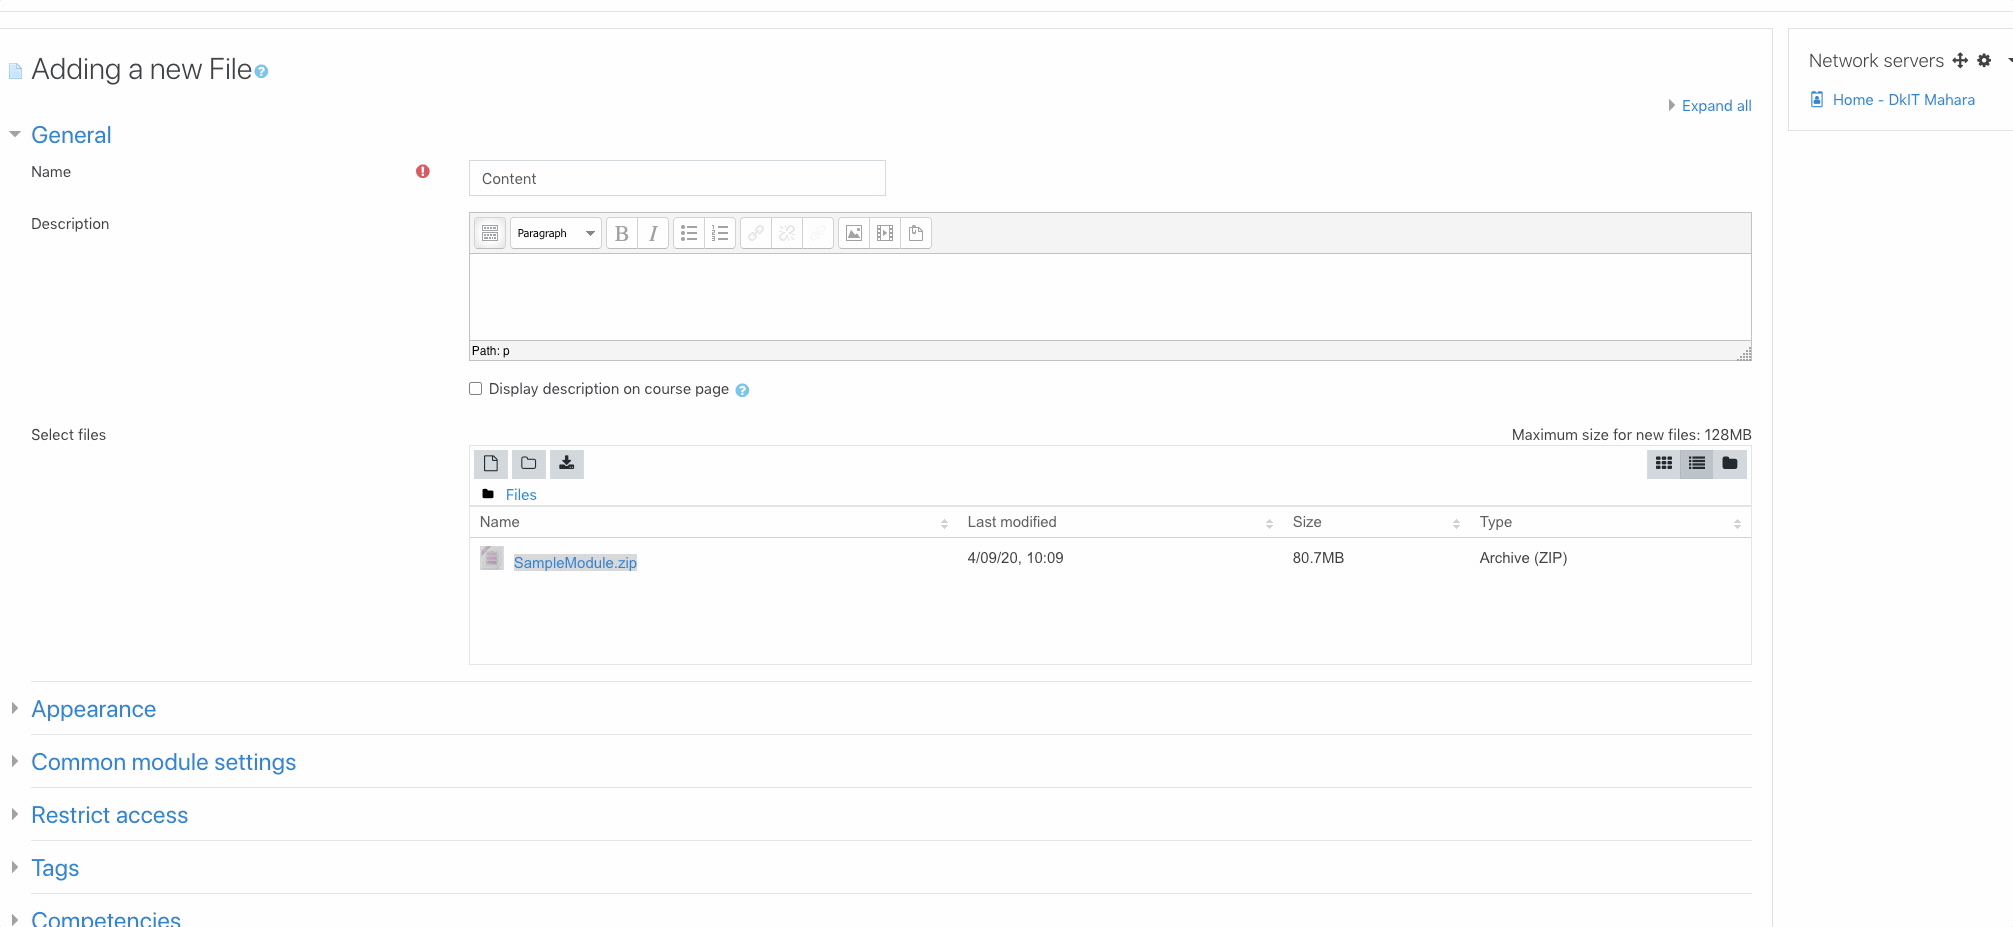 Adding a new File
Expand all
General
Name
Content
Description
Paragraph
B I
Path: p
Display description on course page
Select files
Maximum size for new files: 128MB
Files
Name Last modified Size Type
SampleModule.zip 4/09/20, 10:09 80.7MB Archive (ZIP)
Appearance
Common module settings
Restrict access
Tags
Competencies
Network servers
Home - DkIT Mahara